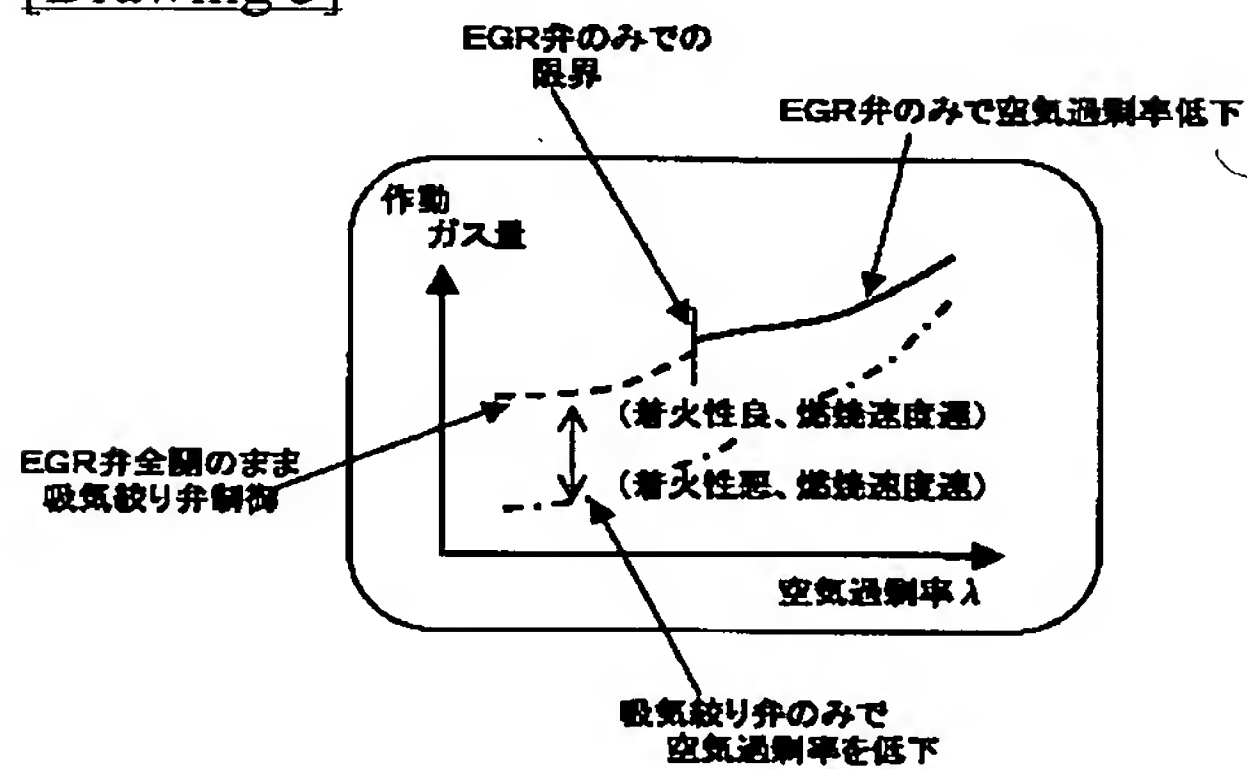 EGR弁のみでの
限界
EGR弁のみで空気過剰率低下
作動
ガス量
(着火性良、燃焼速度遅)
EGR弁全開のまま
吸気絞り弁制御
(着火性悪、燃焼速度速)
空気過剰率λ
吸気絞り弁のみで
空気過剰率を低下